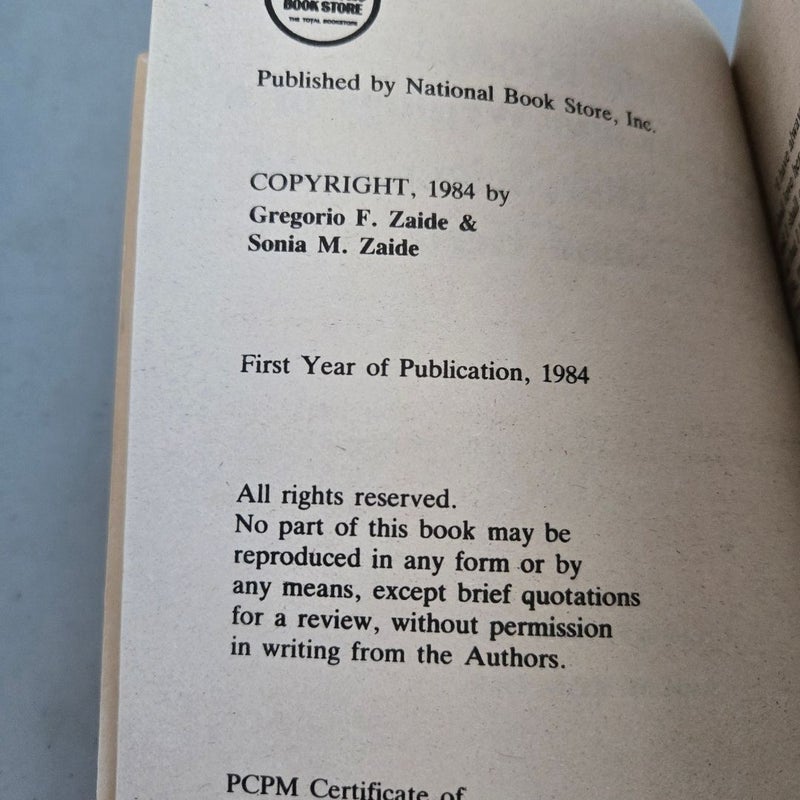 BOOK STORE
THE TOTAL BOOKSTORE
Published by National Book Store, Inc.
COPYRIGHT, 1984 by
Gregorio F. Zaide &
Sonia M. Zaide
First Year of Publication, 1984
All rights reserved.
No part of this book may be
reproduced in any form or by
any means, except brief quotations
for a review, without permission
in writing from the Authors.
PCPM Certificate of